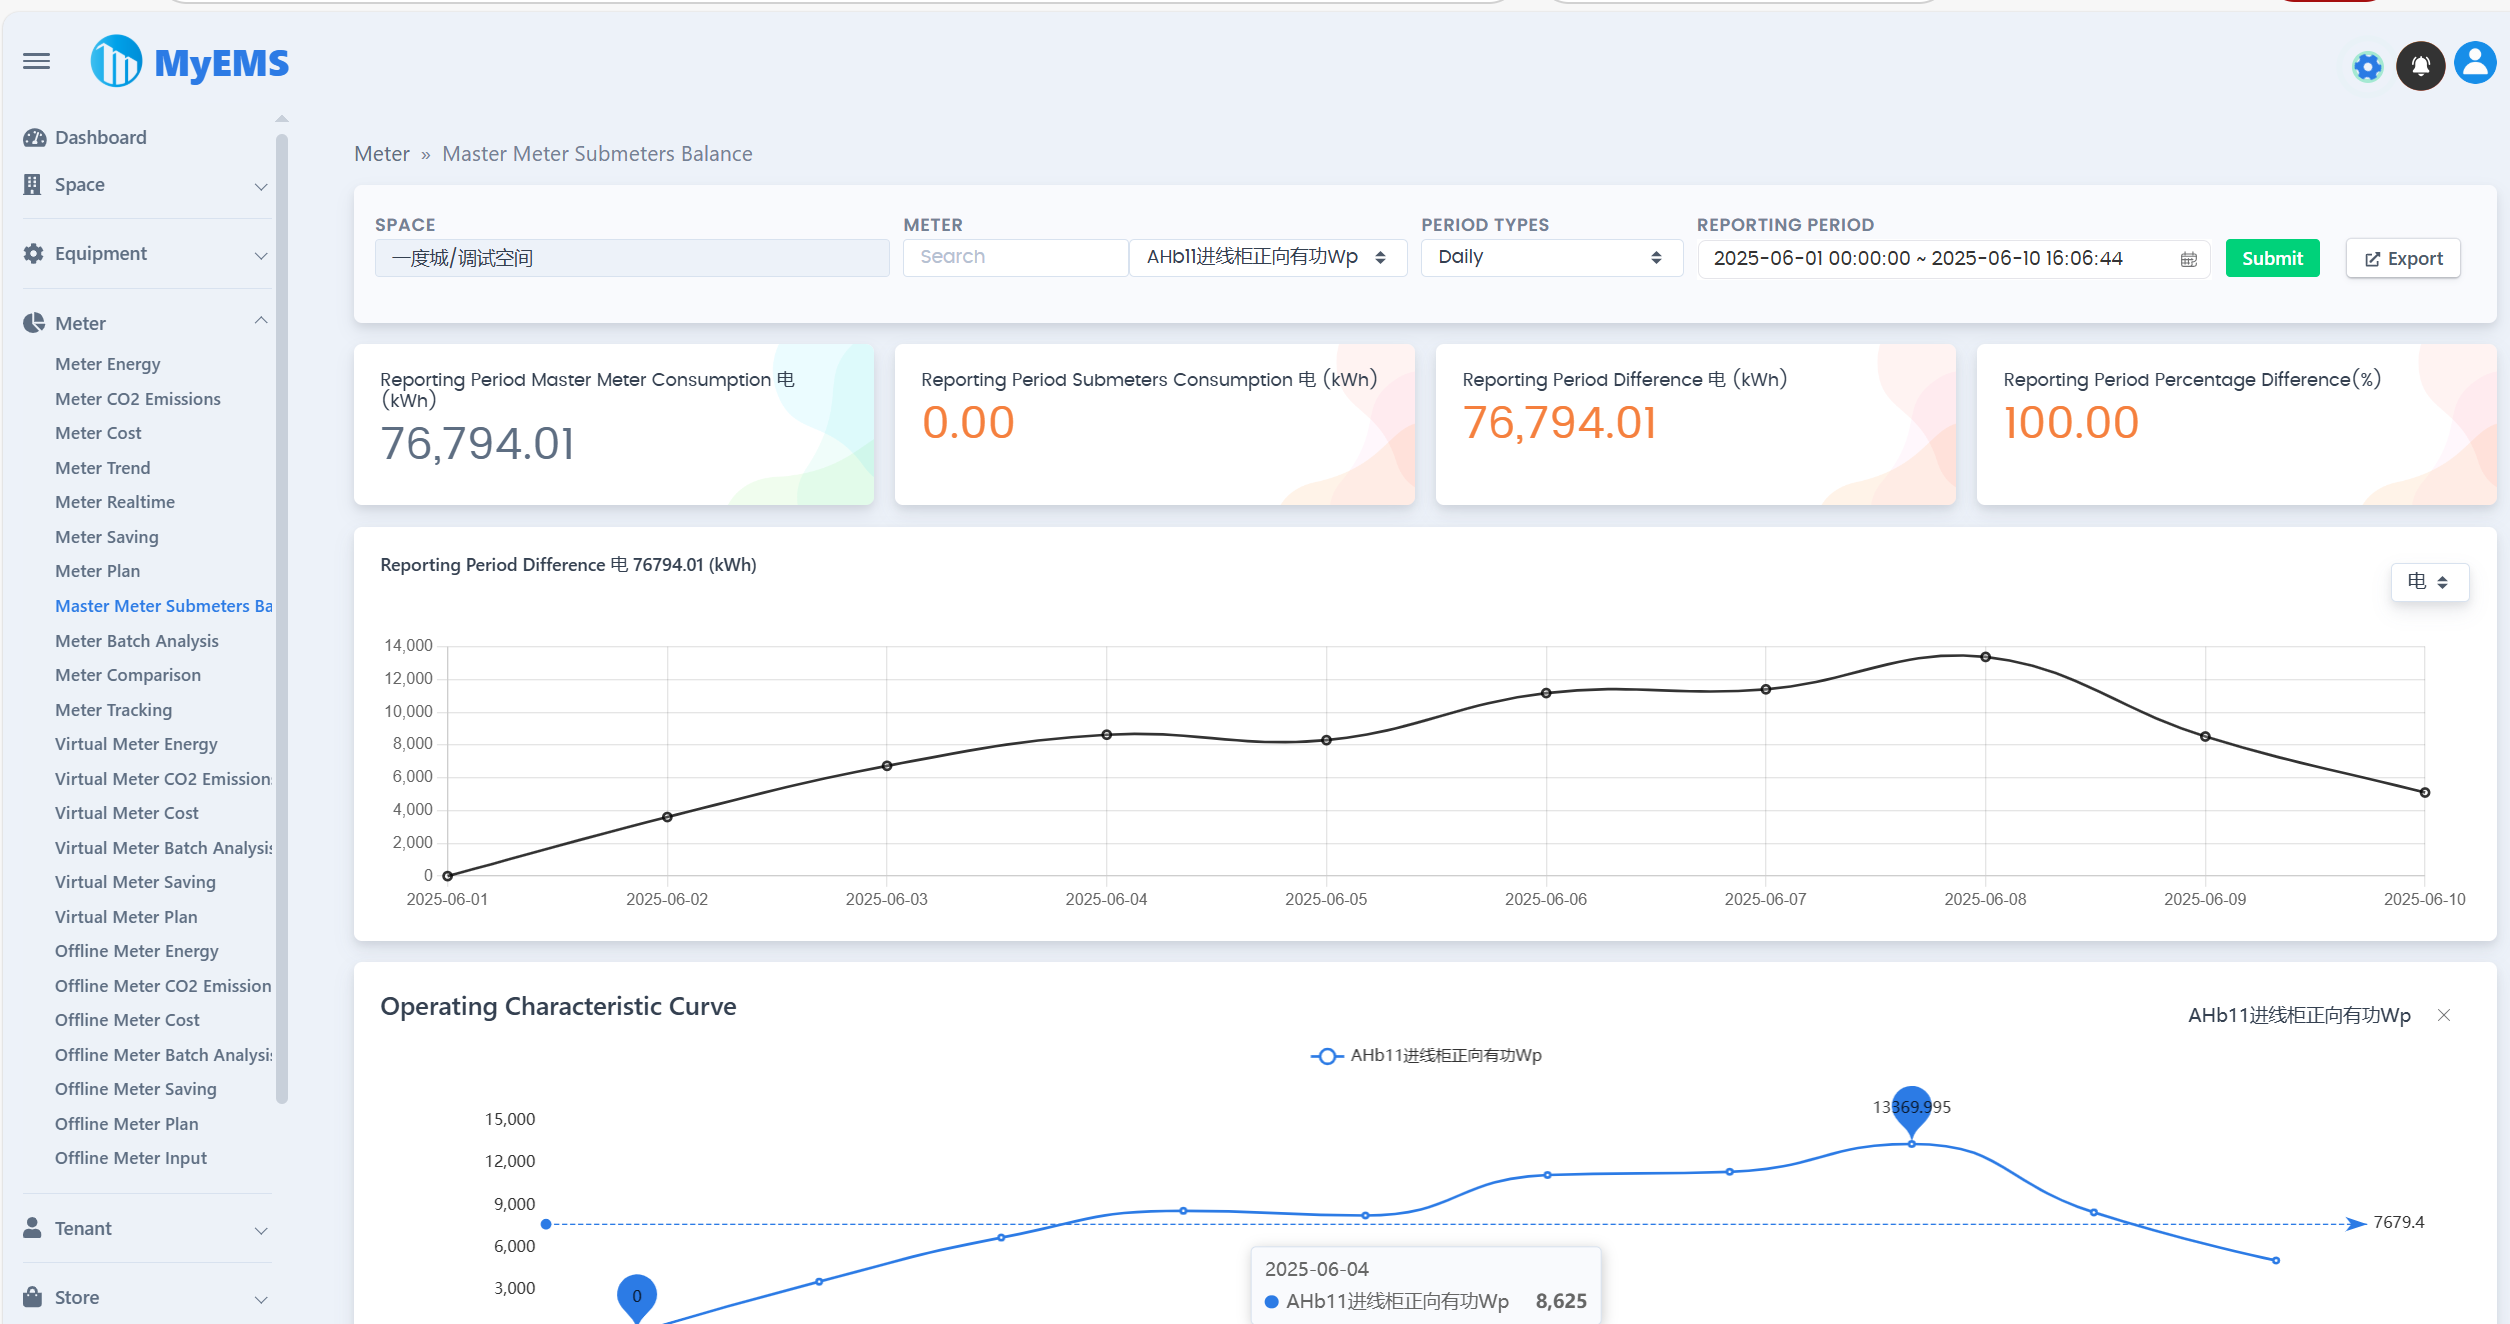 MyEMS
Dashboard
Space
Equipment
Meter
Meter Energy
Meter CO2 Emissions
Meter Cost
Meter Trend
Meter Realtime
Meter Saving
Meter Plan
Master Meter Submeters Ba
Meter Batch Analysis
Meter Comparison
Meter Tracking
Virtual Meter Energy
Virtual Meter CO2 Emission
Virtual Meter Cost
Virtual Meter Batch Analysis
Virtual Meter Saving
Virtual Meter Plan
Offline Meter Energy
Offline Meter CO2 Emission
Offline Meter Cost
Offline Meter Batch Analysis
Offline Meter Saving
Offline Meter Plan
Offline Meter Input
Tenant
Store
Meter » Master Meter Submeters Balance
SPACE METER PERIOD TYPES REPORTING PERIOD
一度城/调试空间 Search AHb11进线柜正向有功Wp Daily 2025-06-01 00:00:00 ~ 2025-06-10 16:06:44 Submit Export
Reporting Period Master Meter Consumption 电
(kWh)
76,794.01
Reporting Period Submeters Consumption 电 (kWh)
0.00
Reporting Period Difference 电 (kWh)
76,794.01
Reporting Period Percentage Difference(%)
100.00
Reporting Period Difference 电 76794.01 (kWh)
电
14,000
12,000
10,000
8,000
6,000
4,000
2,000
0
2025-06-01 2025-06-02 2025-06-03 2025-06-04 2025-06-05 2025-06-06 2025-06-07 2025-06-08 2025-06-09 2025-06-10
Operating Characteristic Curve
AHb11进线柜正向有功Wp ×
AHb11进线柜正向有功Wp
15,000
12,000
9,000
6,000
3,000
13369.995
7679.4
0
2025-06-04
AHb11进线柜正向有功Wp 8,625